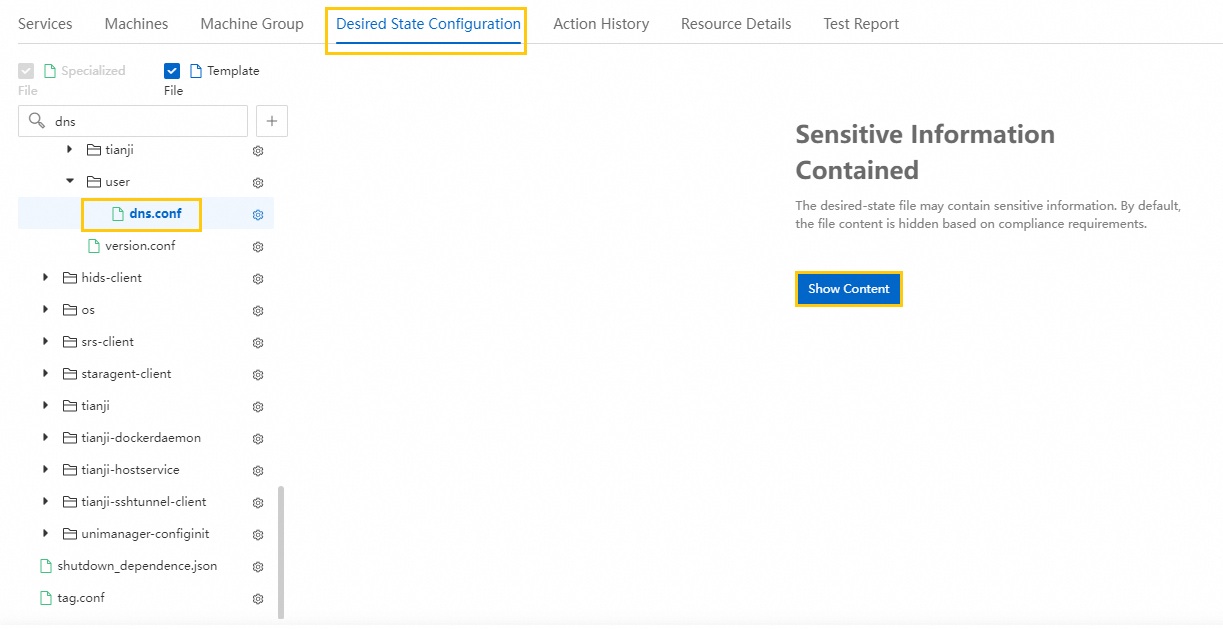 Services Machines Machine Group Desired State Configuration Action History Resource Details Test Report
Specialized File
Template File
dns
tianji
user
dns.conf
version.conf
hids-client
os
srs-client
staragent-client
tianji
tianji-dockerdaemon
tianji-hostservice
tianji-sshtunnel-client
unimanager-configinit
shutdown_dependence.json
tag.conf
Sensitive Information
Contained
The desired-state file may contain sensitive information. By default,
the file content is hidden based on compliance requirements.
Show Content